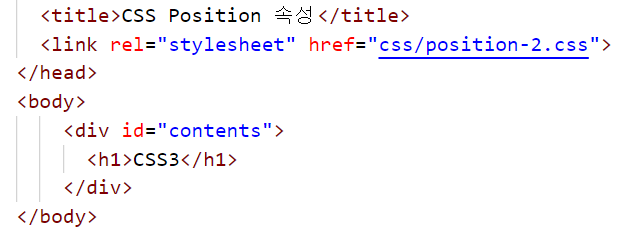 <title>CSS Position 속성</title>
<link rel="stylesheet" href="css/position-2.css">
</head>
<body>
<div id="contents">
<h1>CSS3</h1>
</div>
</body>